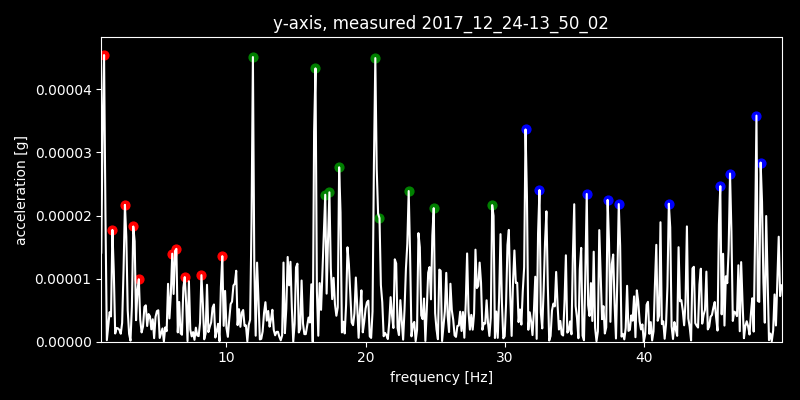 y-axis, measured 2017_12_24-13_50_02
0.00004
0.00003
0.00002
0.00001
0.00000
acceleration [g]
10 20 30 40
frequency [Hz]